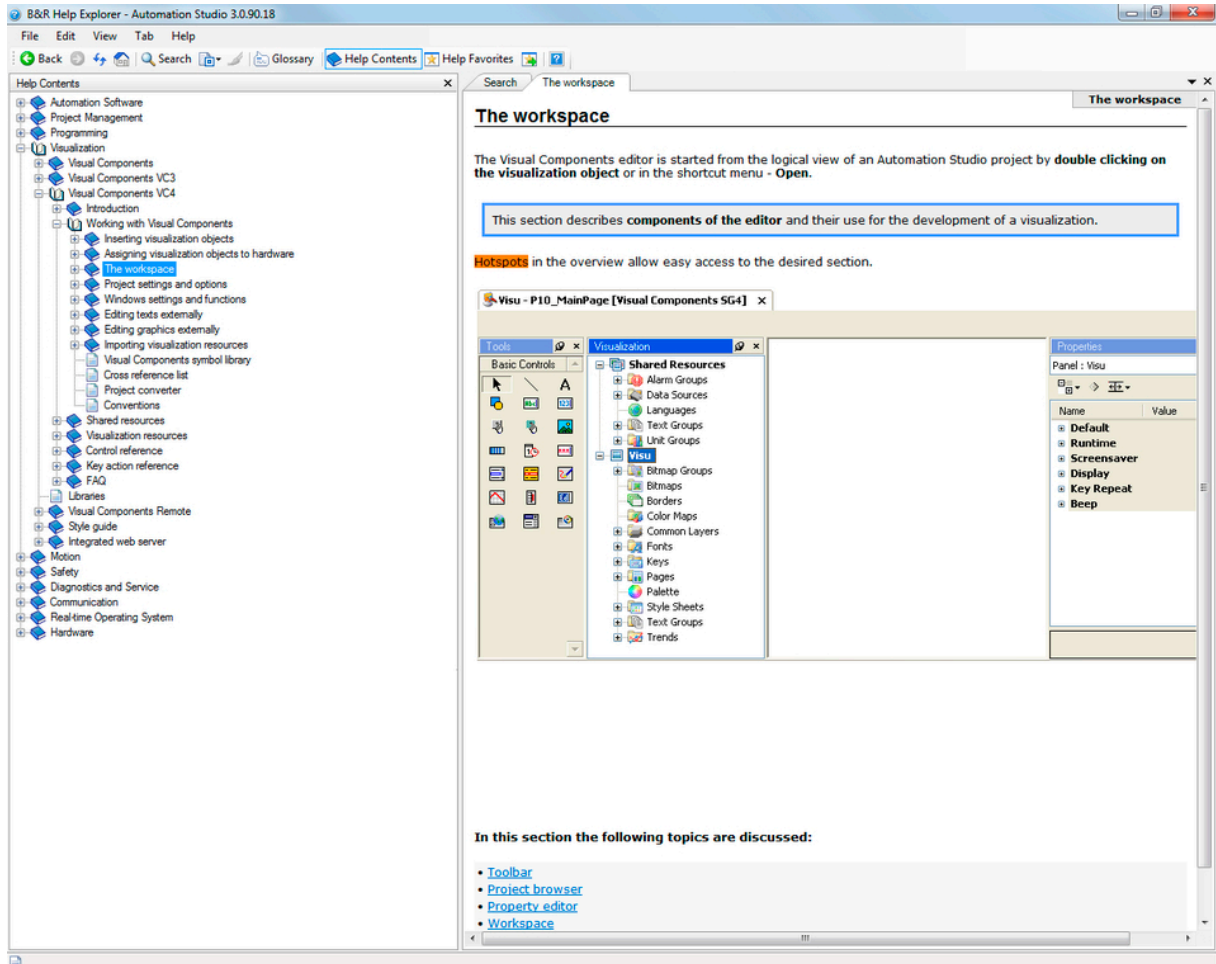 B&R Help Explorer - Automation Studio 3.0.90.18
File Edit View Tab Help
Back Search Glossary Help Contents Help Favorites
Help Contents
Automation Software
Project Management
Programming
Visualization
Visual Components
Visual Components VC3
Visual Components VC4
Introduction
Working with Visual Components
Inserting visualization objects
Assigning visualization objects to hardware
The workspace
Project settings and options
Windows settings and functions
Editing texts externally
Editing graphics externally
Importing visualization resources
Visual Components symbol library
Cross reference list
Project converter
Conventions
Shared resources
Visualization resources
Control reference
Key action reference
FAQ
Libraries
Visual Components Remote
Style guide
Integrated web server
Motion
Safety
Diagnostics and Service
Communication
Real-time Operating System
Hardware
Search The workspace
The workspace
The workspace
The Visual Components editor is started from the logical view of an Automation Studio project by double clicking on
the visualization object or in the shortcut menu - Open.
This section describes components of the editor and their use for the development of a visualization.
Hotspots in the overview allow easy access to the desired section.
Visu - P10_MainPage [Visual Components SG4]
Tools
Basic Controls
A
Visualization
Shared Resources
Alarm Groups
Data Sources
Languages
Text Groups
Unit Groups
Visu
Bitmap Groups
Bitmaps
Borders
Color Maps
Common Layers
Fonts
Keys
Pages
Palette
Style Sheets
Text Groups
Trends
Properties
Panel : Visu
Name Value
Default
Runtime
Screensaver
Display
Key Repeat
Beep
In this section the following topics are discussed:
• Toolbar
• Project browser
• Property editor
• Workspace